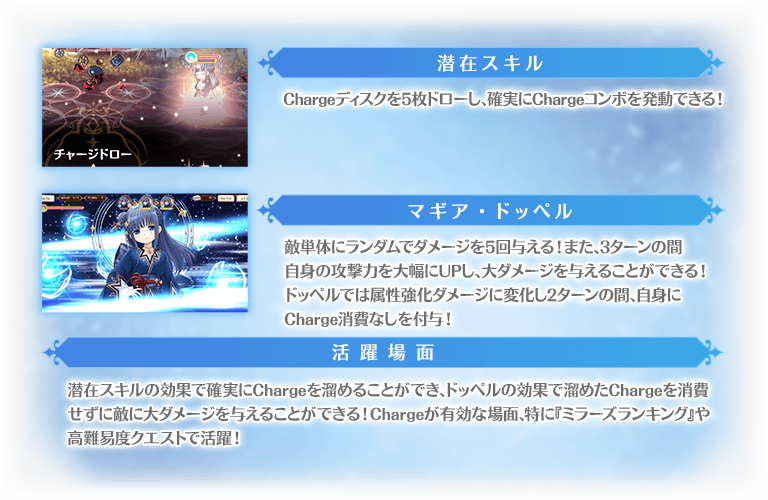 潜在スキル
Chargeディスクを5枚ドローし、確実にChargeコンボを発動できる！
チャージドロー
マギア・ドッペル
敵単体にランダムでダメージを5回与える！また、3ターンの間
自身の攻撃力を大幅にUPし、大ダメージを与えることができる！
ドッペルでは属性強化ダメージに変化し2ターンの間、自身に
Charge消費なしを付与！
活躍場面
潜在スキルの効果で確実にChargeを溜めることができ、ドッペルの効果で溜めたChargeを消費
せずに敵に大ダメージを与えることができる！Chargeが有効な場面、特に『ミラーズランキング』や
高難易度クエストで活躍！